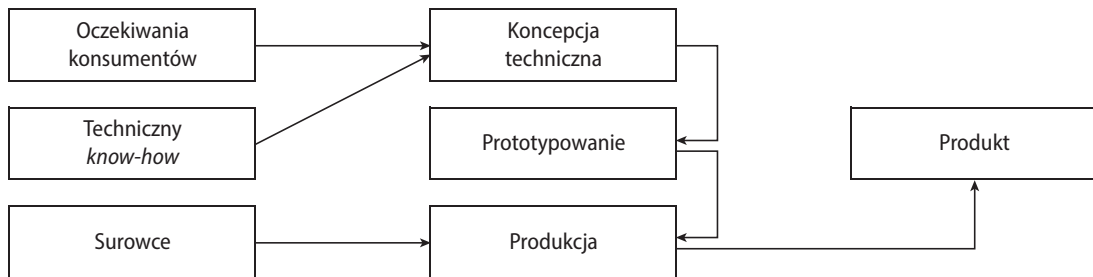 Oczekiwania
konsumentów
Koncepcja
techniczna
Techniczny
know-how
Prototypowanie
Produkt
Surowce
Produkcja